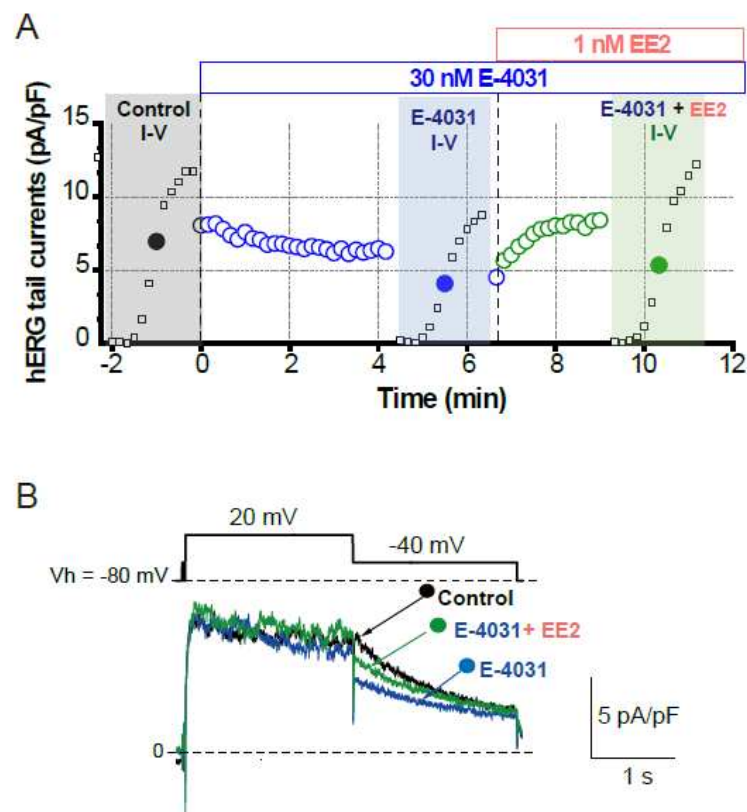 A
1 nM EE2
30 nM E-4031
Control
I-V
E-4031
I-V
E-4031 + EE2
I-V
hERG tail currents (pA/pF)
15
10
5
0
-2 0 2 4 6 8 10 12
Time (min)
B
20 mV
-40 mV
Vh = -80 mV
Control
E-4031+ EE2
E-4031
5 pA/pF
0
1 s